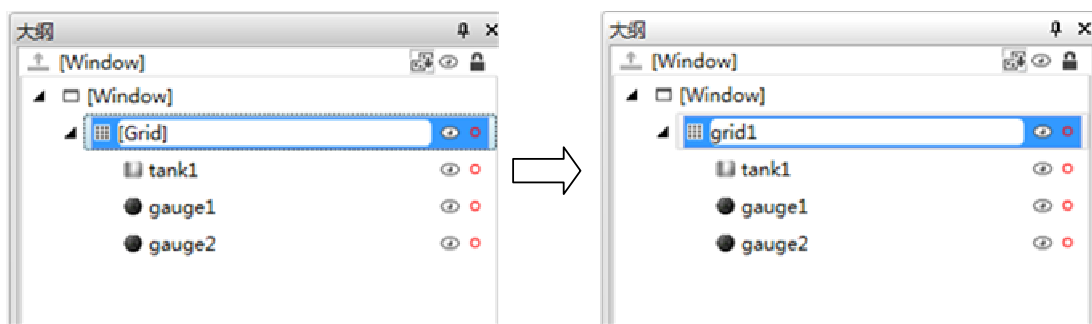 大纲
[Window]
[Window]
[Grid]
tank1
gauge1
gauge2
大纲
[Window]
[Window]
grid1
tank1
gauge1
gauge2